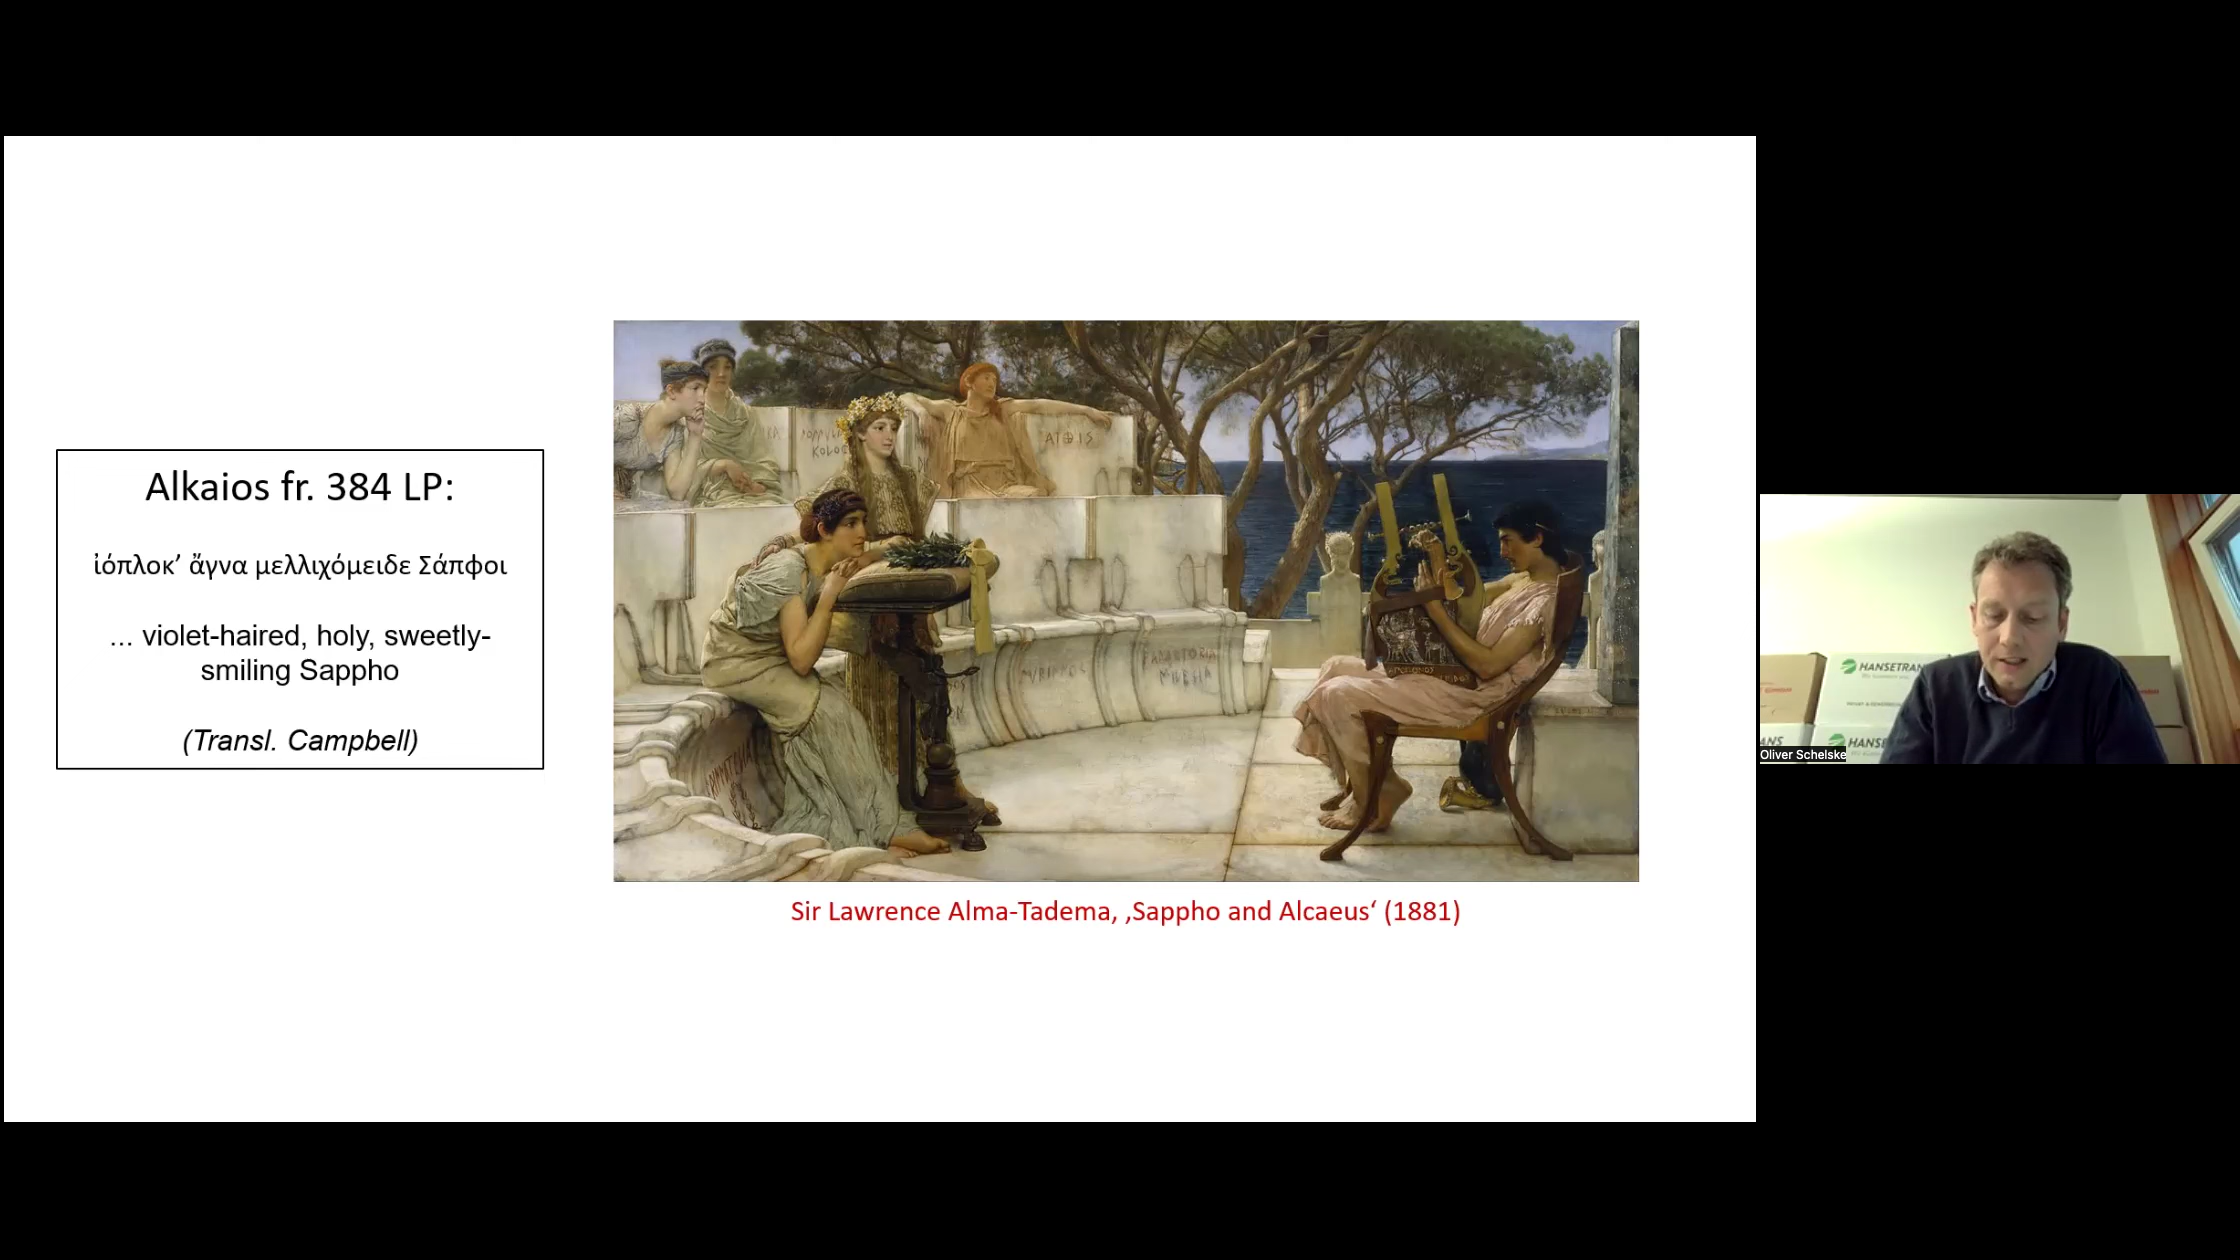 Alkaios fr. 384 LP:
ἰόπλοκ’ ἄγνα μελλιχόμειδε Σάπφοι
... violet-haired, holy, sweetly-
smiling Sappho
(Transl. Campbell)
ΑΤΘΙΣ
Sir Lawrence Alma-Tadema, ‚Sappho and Alcaeus‘ (1881)
HANSETRAN
Oliver Schelske